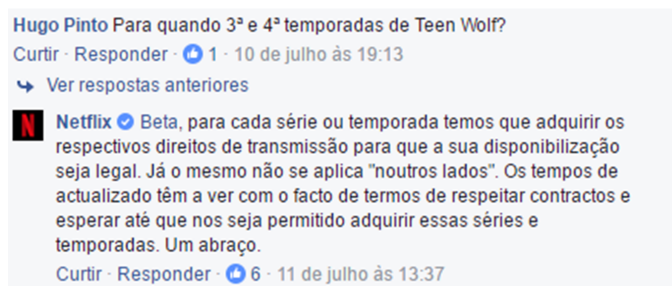 Hugo Pinto Para quando 3ª e 4ª temporadas de Teen Wolf?
Curtir · Responder · 1 · 10 de julho às 19:13
Ver respostas anteriores
Netflix Beta, para cada série ou temporada temos que adquirir os
respectivos direitos de transmissão para que a sua disponibilização
seja legal. Já o mesmo não se aplica "noutros lados". Os tempos de
actualizado têm a ver com o facto de termos de respeitar contractos e
esperar até que nos seja permitido adquirir essas séries e
temporadas. Um abraço.
Curtir · Responder · 6 · 11 de julho às 13:37